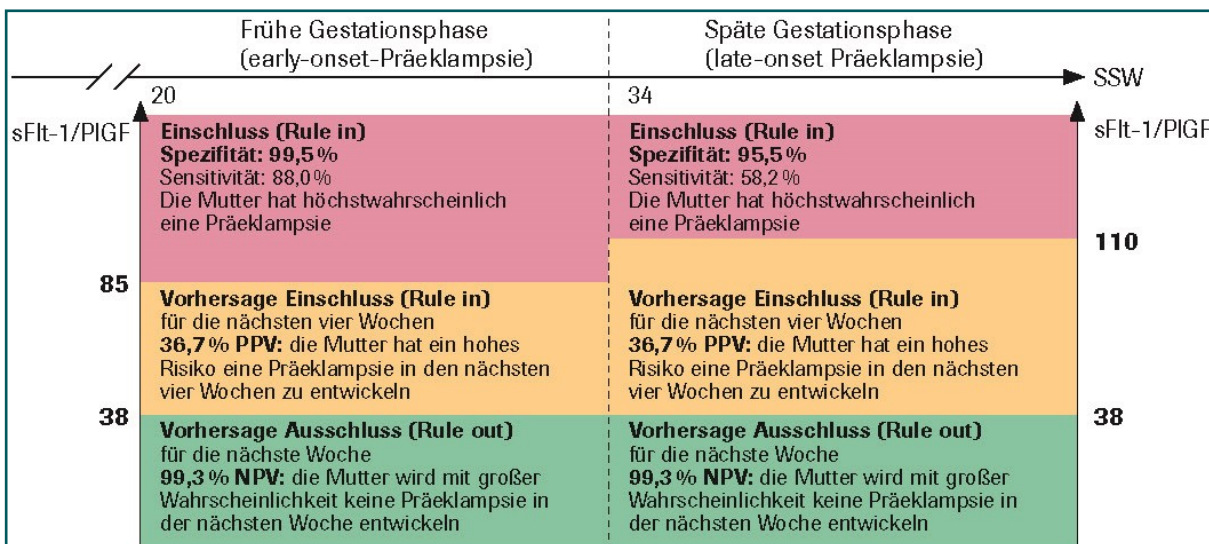 Frühe Gestationsphase
(early-onset-Präeklampsie)
Späte Gestationsphase
(late-onset Präeklampsie)
SSW
20
34
sFlt-1/PlGF
sFlt-1/PlGF
Einschluss (Rule in)
Spezifität: 99,5 %
Sensitivität: 88,0 %
Die Mutter hat höchstwahrscheinlich
eine Präeklampsie
Einschluss (Rule in)
Spezifität: 95,5 %
Sensitivität: 58,2 %
Die Mutter hat höchstwahrscheinlich
eine Präeklampsie
110
85
Vorhersage Einschluss (Rule in)
für die nächsten vier Wochen
36,7 % PPV: die Mutter hat ein hohes
Risiko eine Präeklampsie in den nächsten
vier Wochen zu entwickeln
Vorhersage Einschluss (Rule in)
für die nächsten vier Wochen
36,7 % PPV: die Mutter hat ein hohes
Risiko eine Präeklampsie in den nächsten
vier Wochen zu entwickeln
38
38
Vorhersage Ausschluss (Rule out)
für die nächste Woche
99,3 % NPV: die Mutter wird mit großer
Wahrscheinlichkeit keine Präeklampsie in
der nächsten Woche entwickeln
Vorhersage Ausschluss (Rule out)
für die nächste Woche
99,3 % NPV: die Mutter wird mit großer
Wahrscheinlichkeit keine Präeklampsie in
der nächsten Woche entwickeln